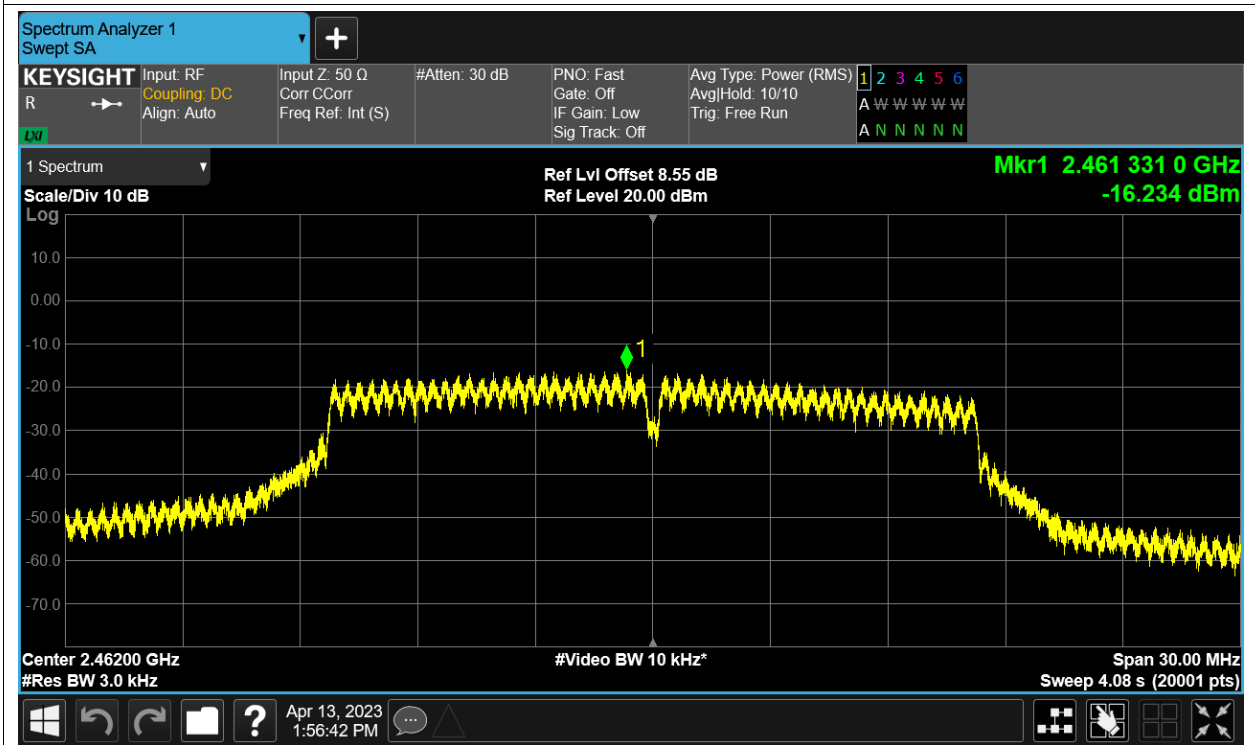 Spectrum Analyzer 1
Swept SA
KEYSIGHT
R
LXI
Input: RF
Coupling: DC
Align: Auto
Input Z: 50 Ω
Corr CCorr
Freq Ref: Int (S)
#Atten: 30 dB
PNO: Fast
Gate: Off
IF Gain: Low
Sig Track: Off
Avg Type: Power (RMS)
Avg|Hold: 10/10
Trig: Free Run
1 2 3 4 5 6
A W W W W W
A N N N N N
1 Spectrum
Scale/Div 10 dB
Log
Ref Lvl Offset 8.55 dB
Ref Level 20.00 dBm
Mkr1 2.461 331 0 GHz
-16.234 dBm
10.0
0.00
-10.0
1
-20.0
-30.0
-40.0
-50.0
-60.0
-70.0
Center 2.46200 GHz
#Res BW 3.0 kHz
#Video BW 10 kHz*
Span 30.00 MHz
Sweep 4.08 s (20001 pts)
?
Apr 13, 2023
1:56:42 PM